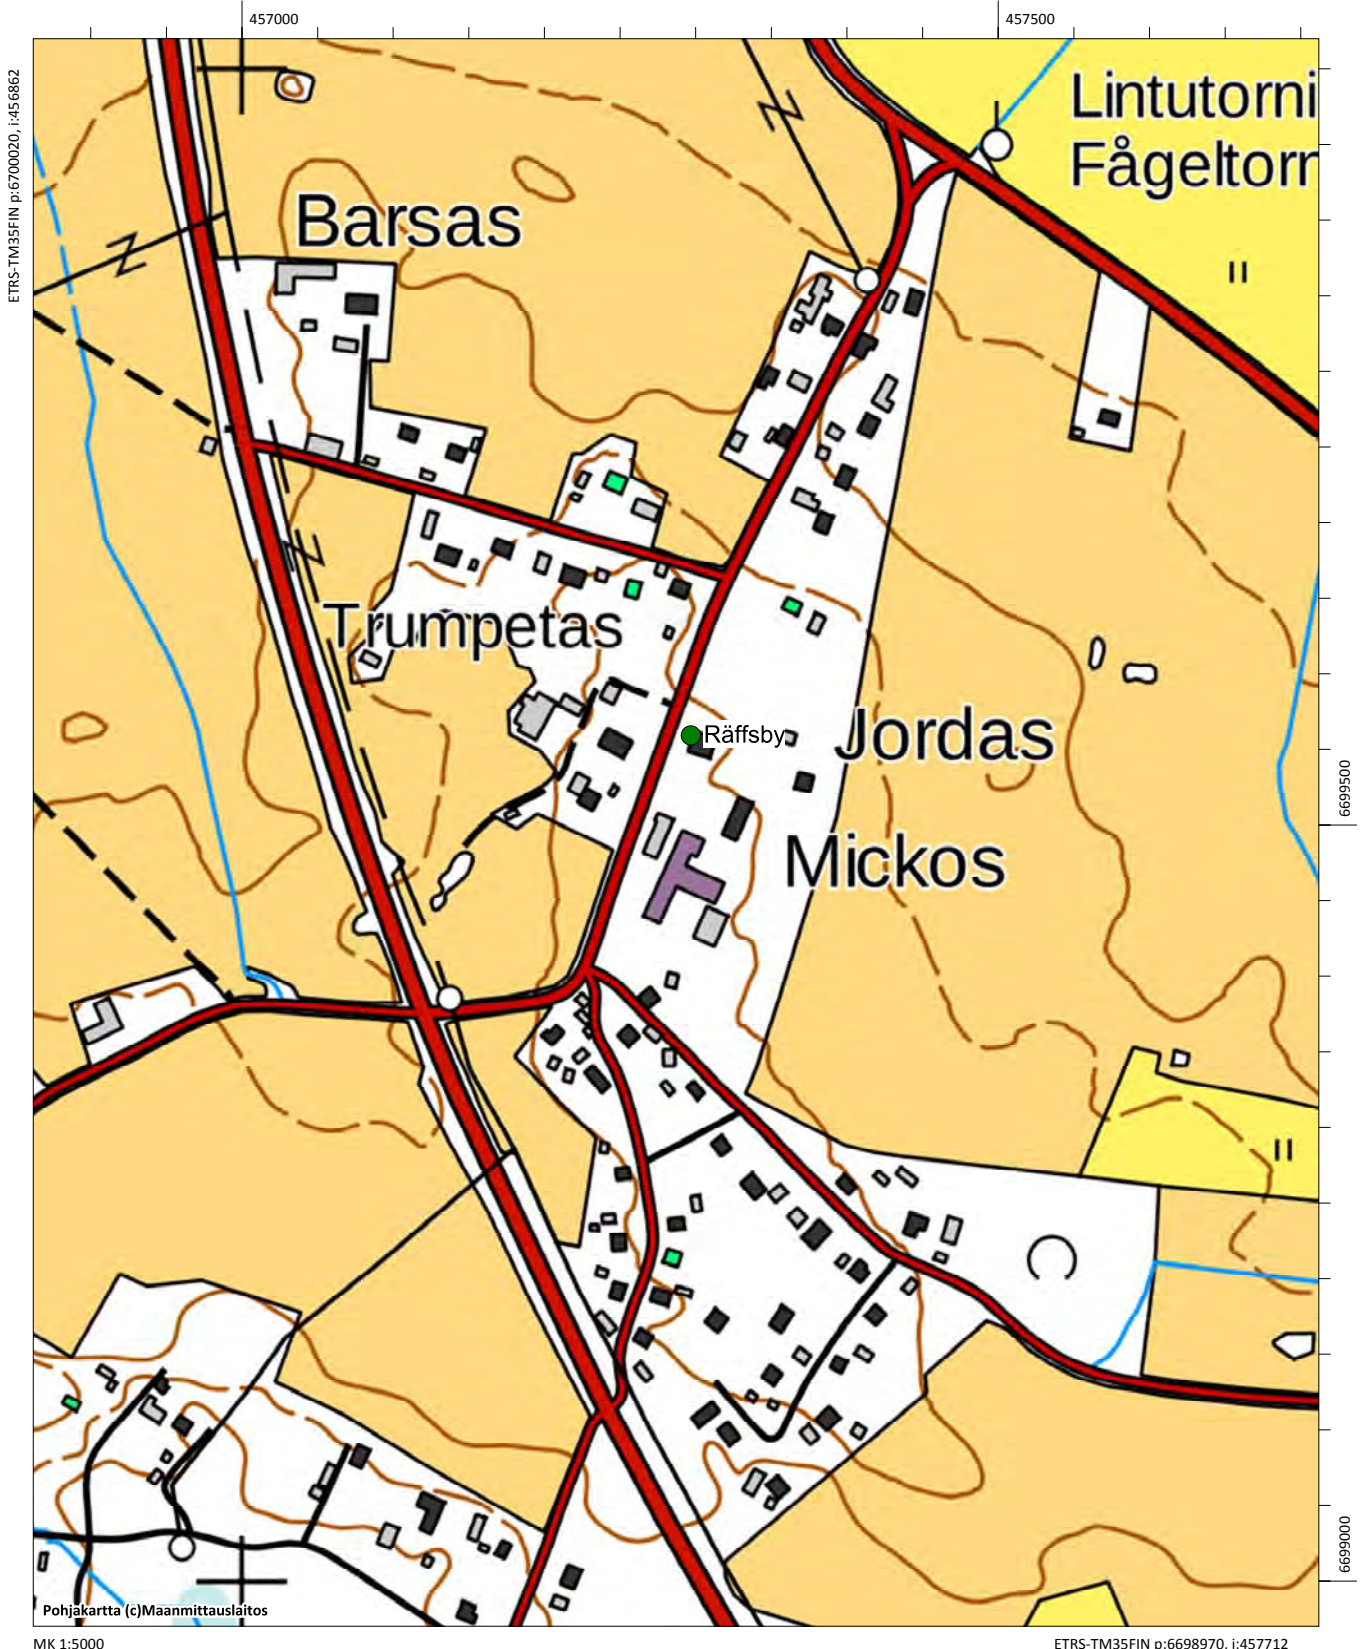 457000
457500
ETRS-TM35FIN p:6700020, i:456862
Lintutorni
Fågeltorn
Barsas
Trumpetas
Räffsby
Jordas
Mickos
6699500
6699000
Pohjakartta (c)Maanmittauslaitos
MK 1:5000
ETRS-TM35FIN p:6698970, i:457712